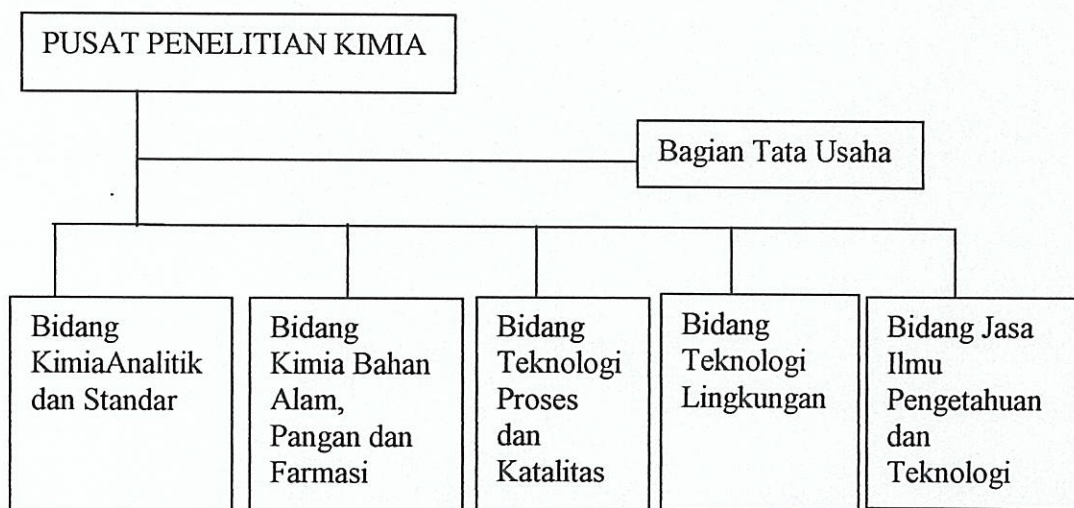 PUSAT PENELITIAN KIMIA
Bagian Tata Usaha
Bidang
KimiaAnalitik
dan Standar
Bidang
Kimia Bahan
Alam,
Pangan dan
Farmasi
Bidang
Teknologi
Proses
dan
Katalitas
Bidang
Teknologi
Lingkungan
Bidang Jasa
Ilmu
Pengetahuan
dan
Teknologi